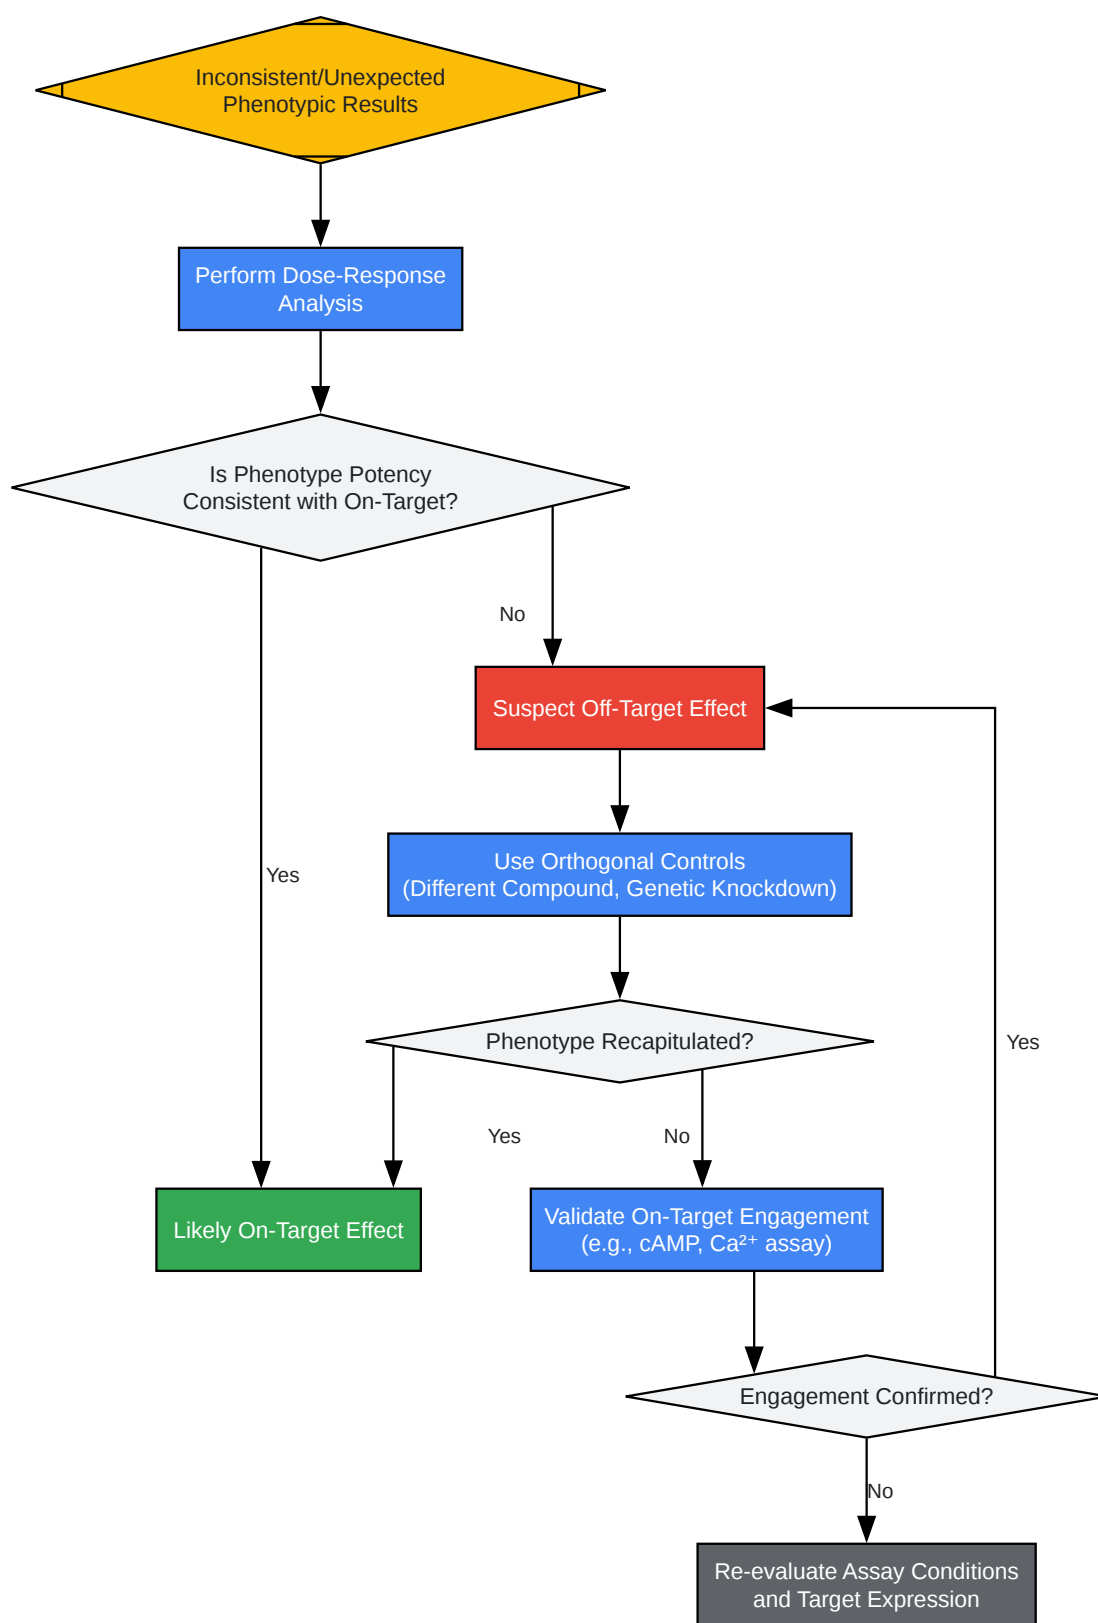 Inconsistent/Unexpected
Phenotypic Results
Perform Dose-Response
Analysis
Is Phenotype Potency
Consistent with On-Target?
No
Suspect Off-Target Effect
Yes
Use Orthogonal Controls
(Different Compound, Genetic Knockdown)
Phenotype Recapitulated?
Yes
Yes
No
Likely On-Target Effect
Validate On-Target Engagement
(e.g., cAMP, Ca²⁺ assay)
Engagement Confirmed?
No
Re-evaluate Assay Conditions
and Target Expression